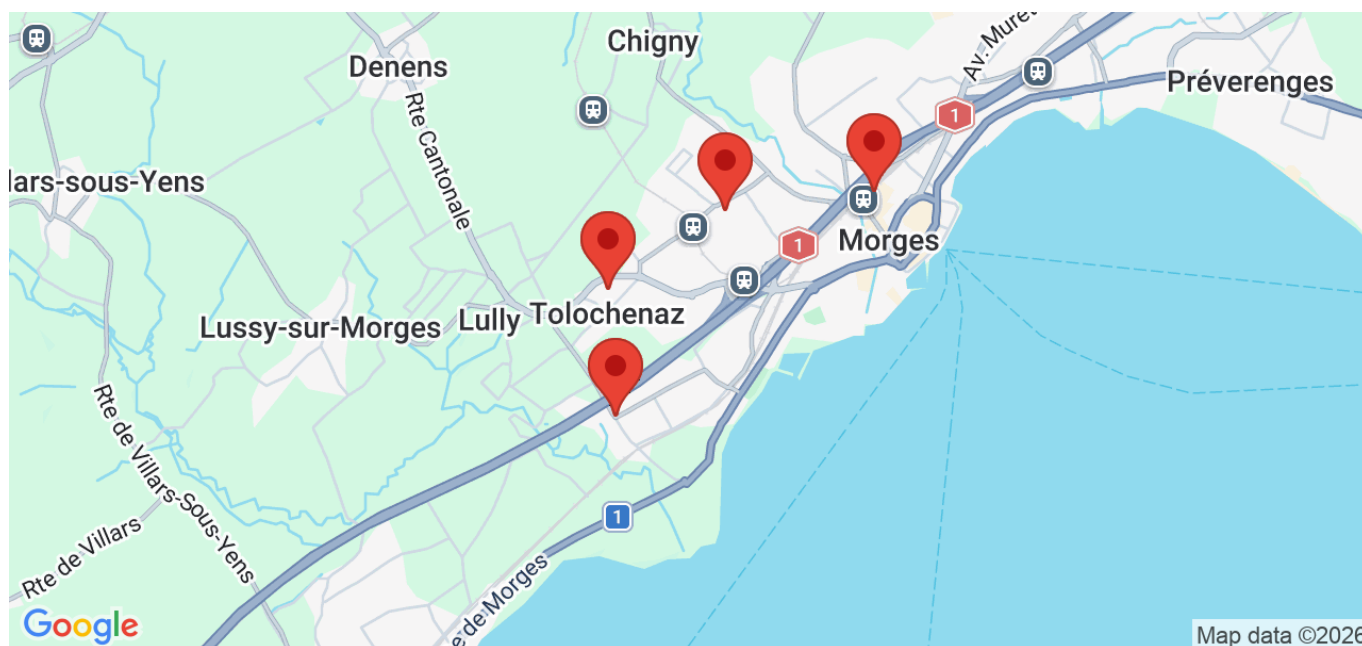 Chigny
Av. Muret
Denens
Préverenges
1
Rte Cantonale
lars-sous-Yens
Morges
1
Lussy-sur-Morges
Lully
Tolochenaz
Rte de Villars-Sous-Yens
Rte de Villars
1
e de Morges
Google
Map data ©2026